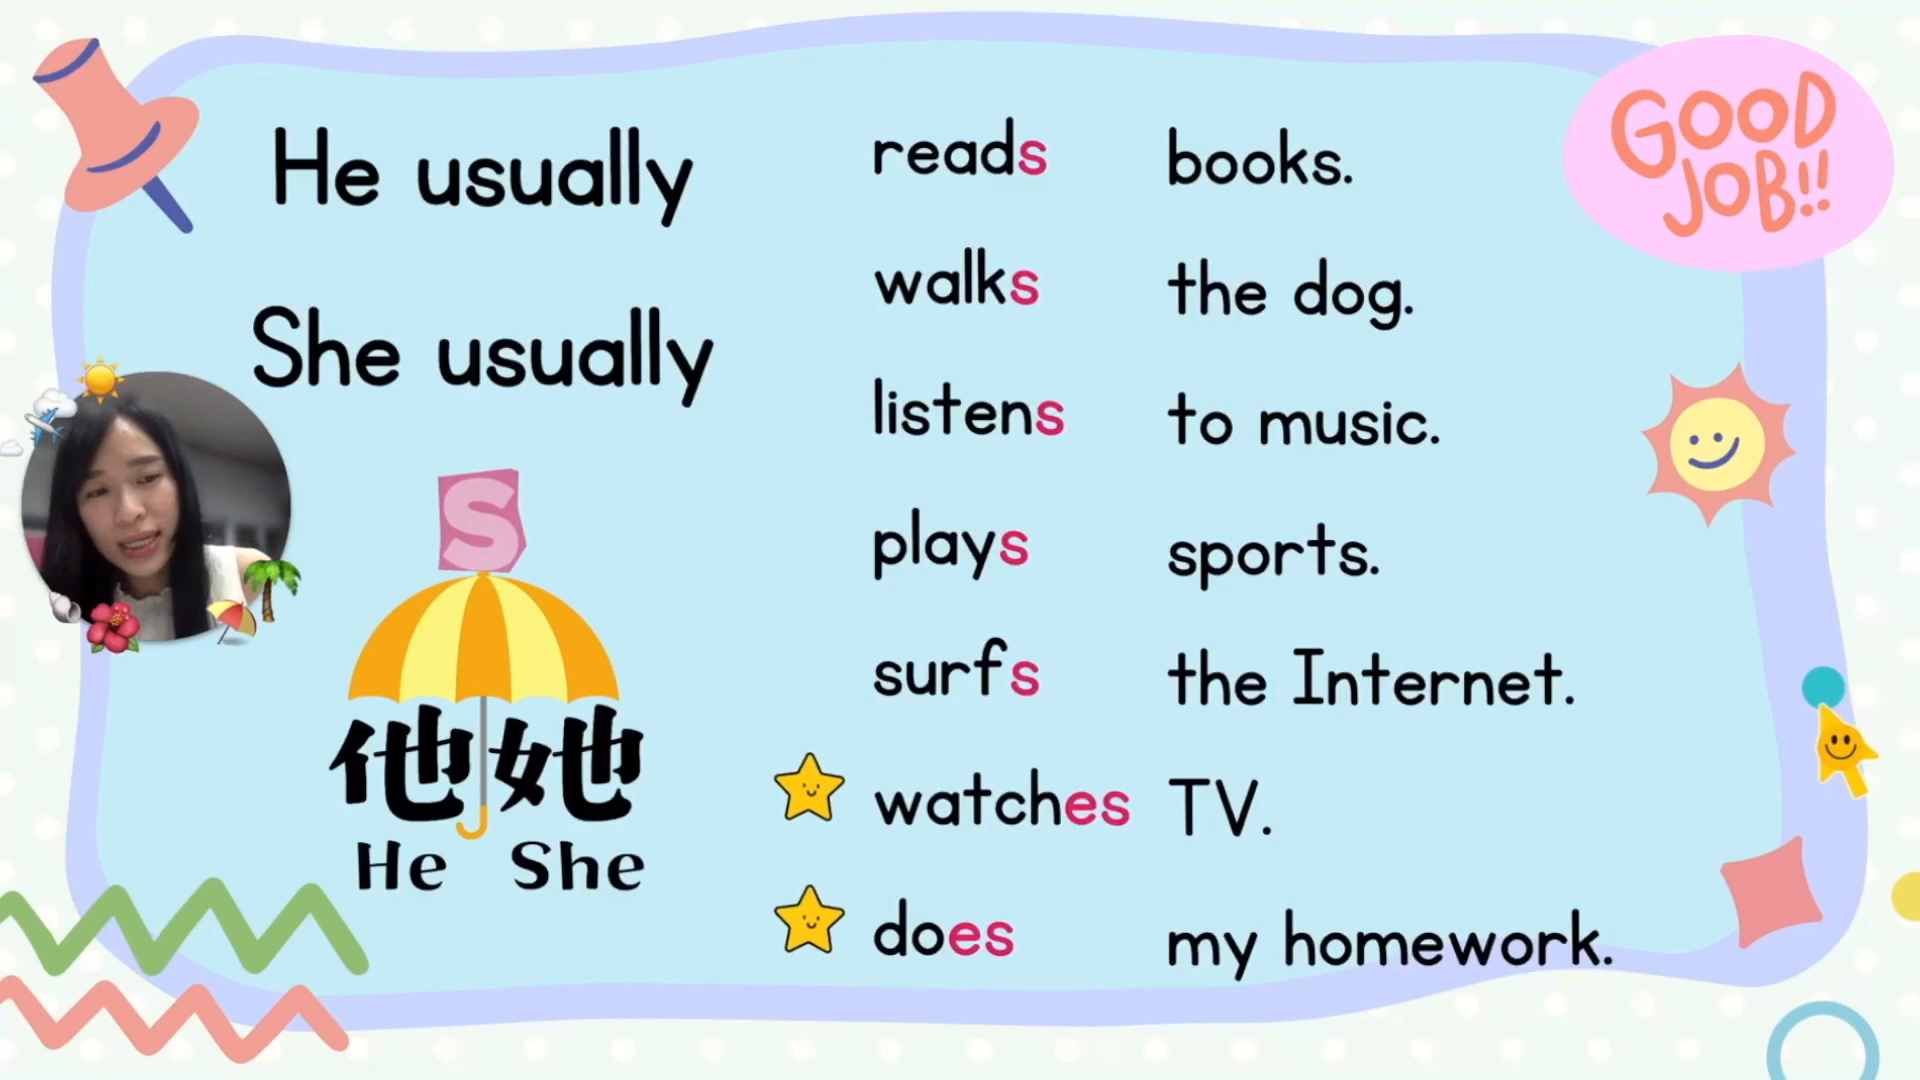 He usually
She usually
S
他她
He She
reads books.
walks the dog.
listens to music.
plays sports.
surfs the Internet.
watches TV.
does my homework.
GOOD
JOB!!